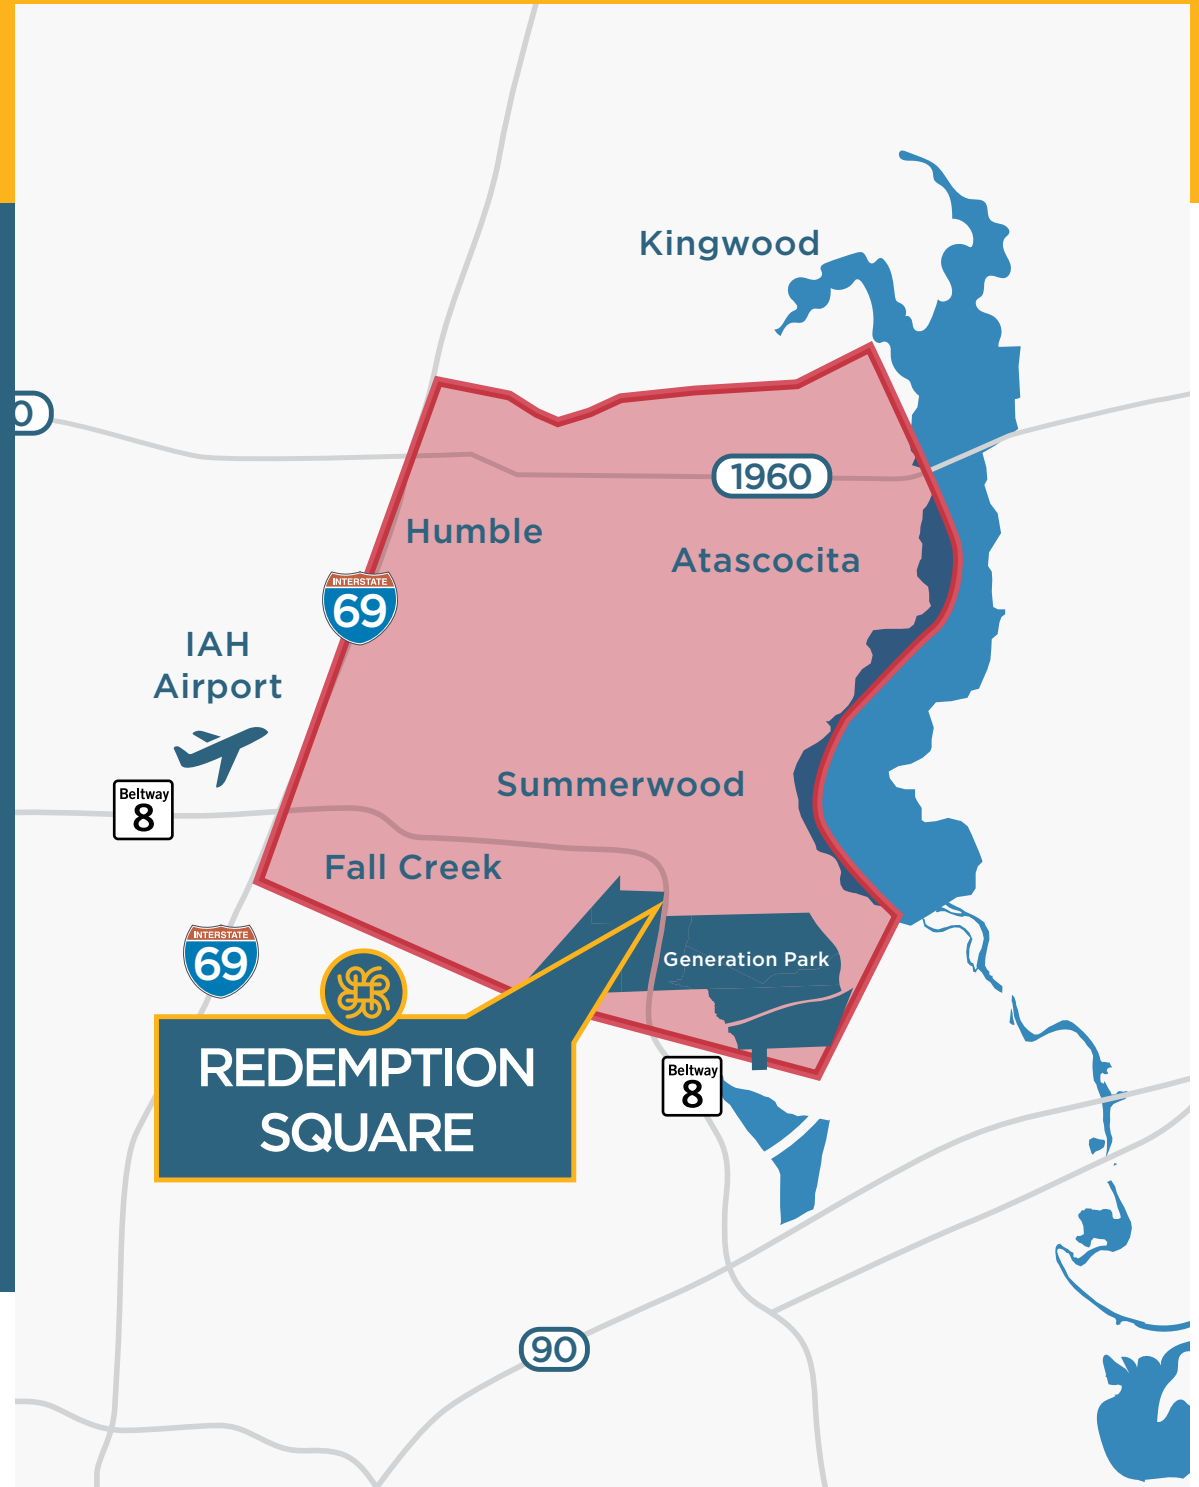 Kingwood
0
1960
Humble
Atascocita
INTERSTATE
69
IAH
Airport
Summerwood
Beltway
8
Fall Creek
INTERSTATE
69
Generation Park
REDEMPTION
SQUARE
Beltway
8
90